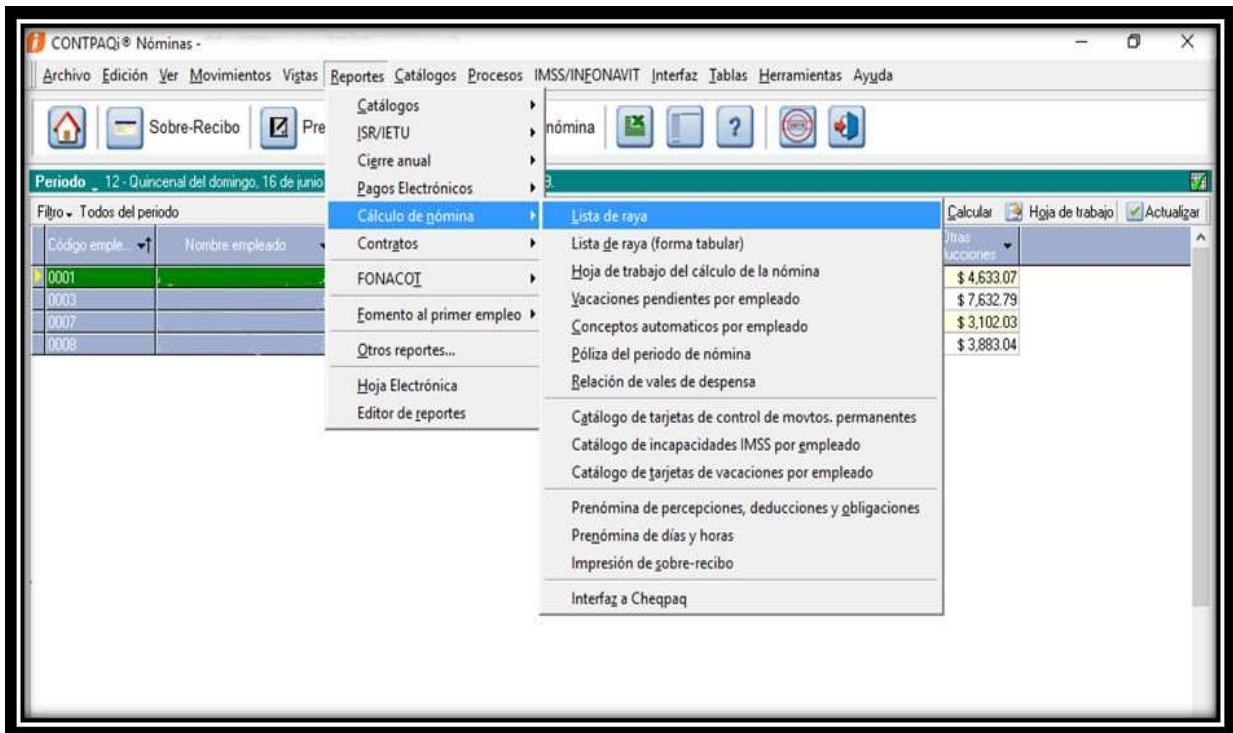 CONTPAQi® Nóminas -
Archivo Edición Ver Movimientos Vistas Reportes Catálogos Procesos IMSS/INFONAVIT Interfaz Tablas Herramientas Ayuda
Sobre-Recibo Pre nómina
Periodo 12 - Quincenal del domingo, 16 de junio
Filtro Todos del periodo Calcular Hoja de trabajo Actualizar
Código emple... Nombre empleado Otras
0001 $ 4,633.07
0003 $ 7,632.79
0007 $ 3,102.03
0008 $ 3,883.04
Catálogos
ISR/IETU
Cierre anual
Pagos Electrónicos
Cálculo de nómina
Contratos
FONACOT
Fomento al primer empleo
Otros reportes...
Hoja Electrónica
Editor de reportes
Lista de raya
Lista de raya (forma tabular)
Hoja de trabajo del cálculo de la nómina
Vacaciones pendientes por empleado
Conceptos automaticos por empleado
Póliza del periodo de nómina
Relación de vales de despensa
Catálogo de tarjetas de control de movtos. permanentes
Catálogo de incapacidades IMSS por empleado
Catálogo de tarjetas de vacaciones por empleado
Prenómina de percepciones, deducciones y obligaciones
Prenómina de días y horas
Impresión de sobre-recibo
Interfaz a Cheqpaq